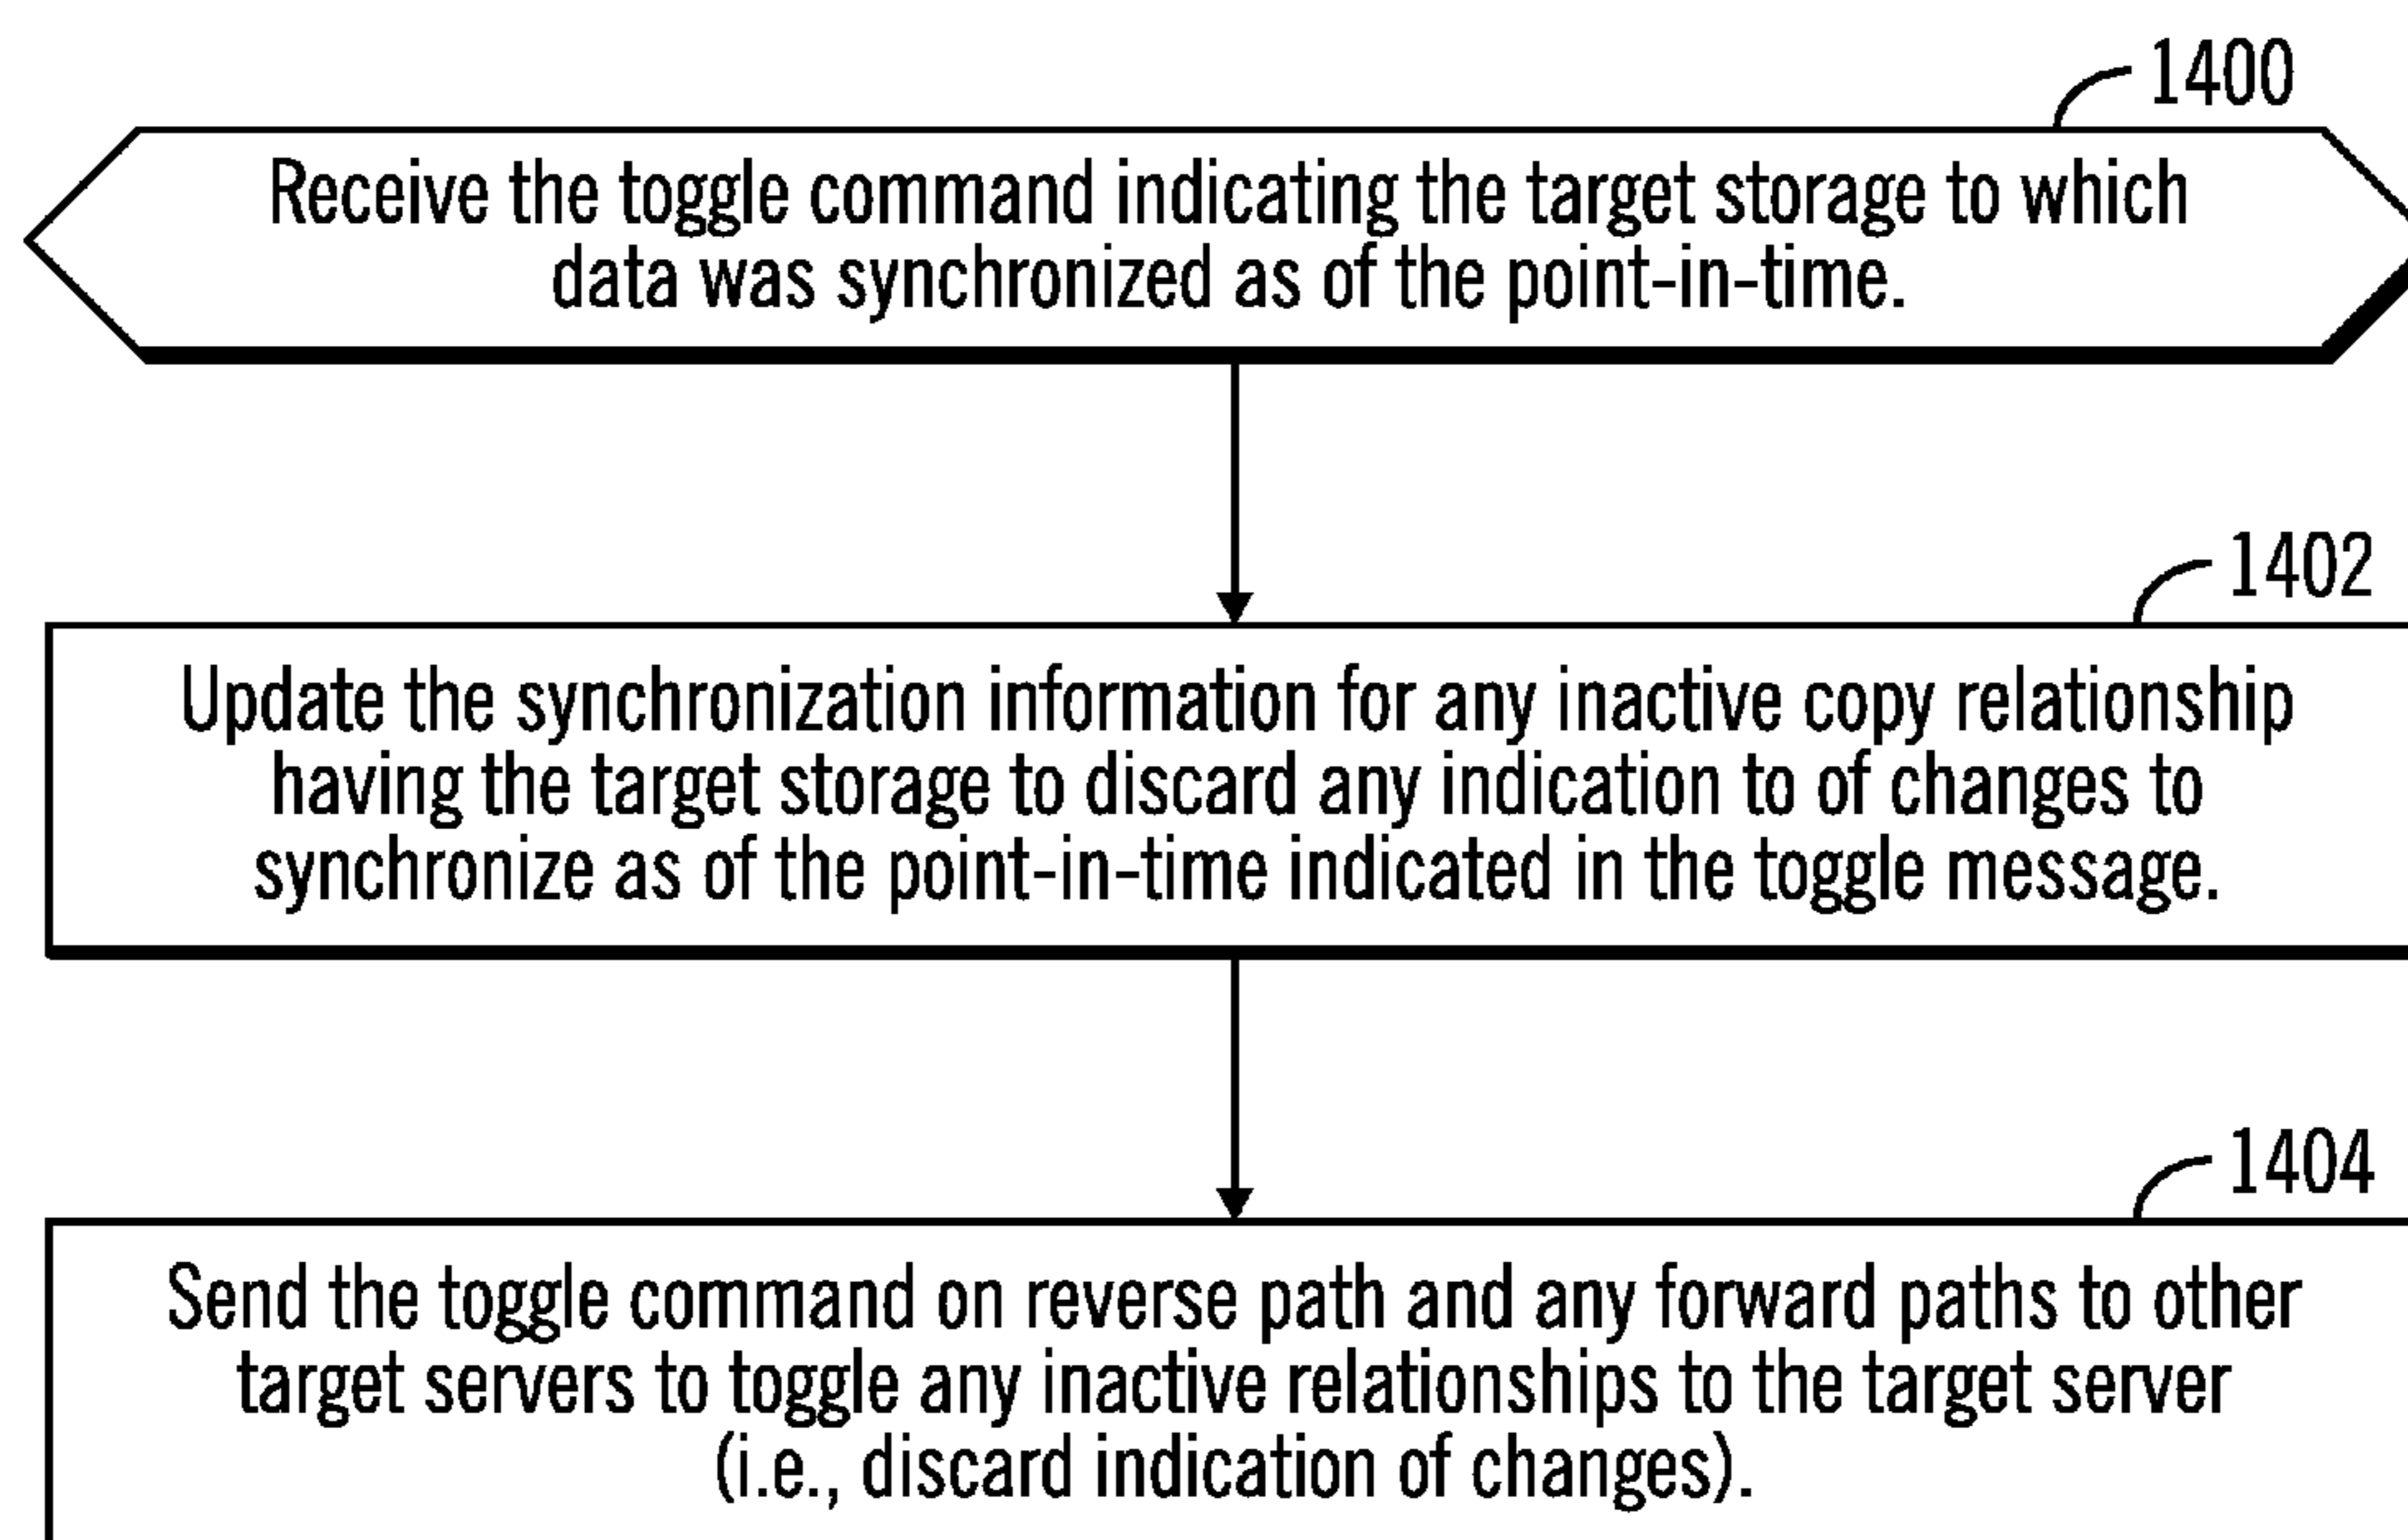 1400
Receive the toggle command indicating the target storage to which
data was synchronized as of the point-in-time.
1402
Update the synchronization information for any inactive copy relationship
having the target storage to discard any indication to of changes to
synchronize as of the point-in-time indicated in the toggle message.
1404
Send the toggle command on reverse path and any forward paths to other
target servers to toggle any inactive relationships to the target server
(i.e., discard indication of changes).